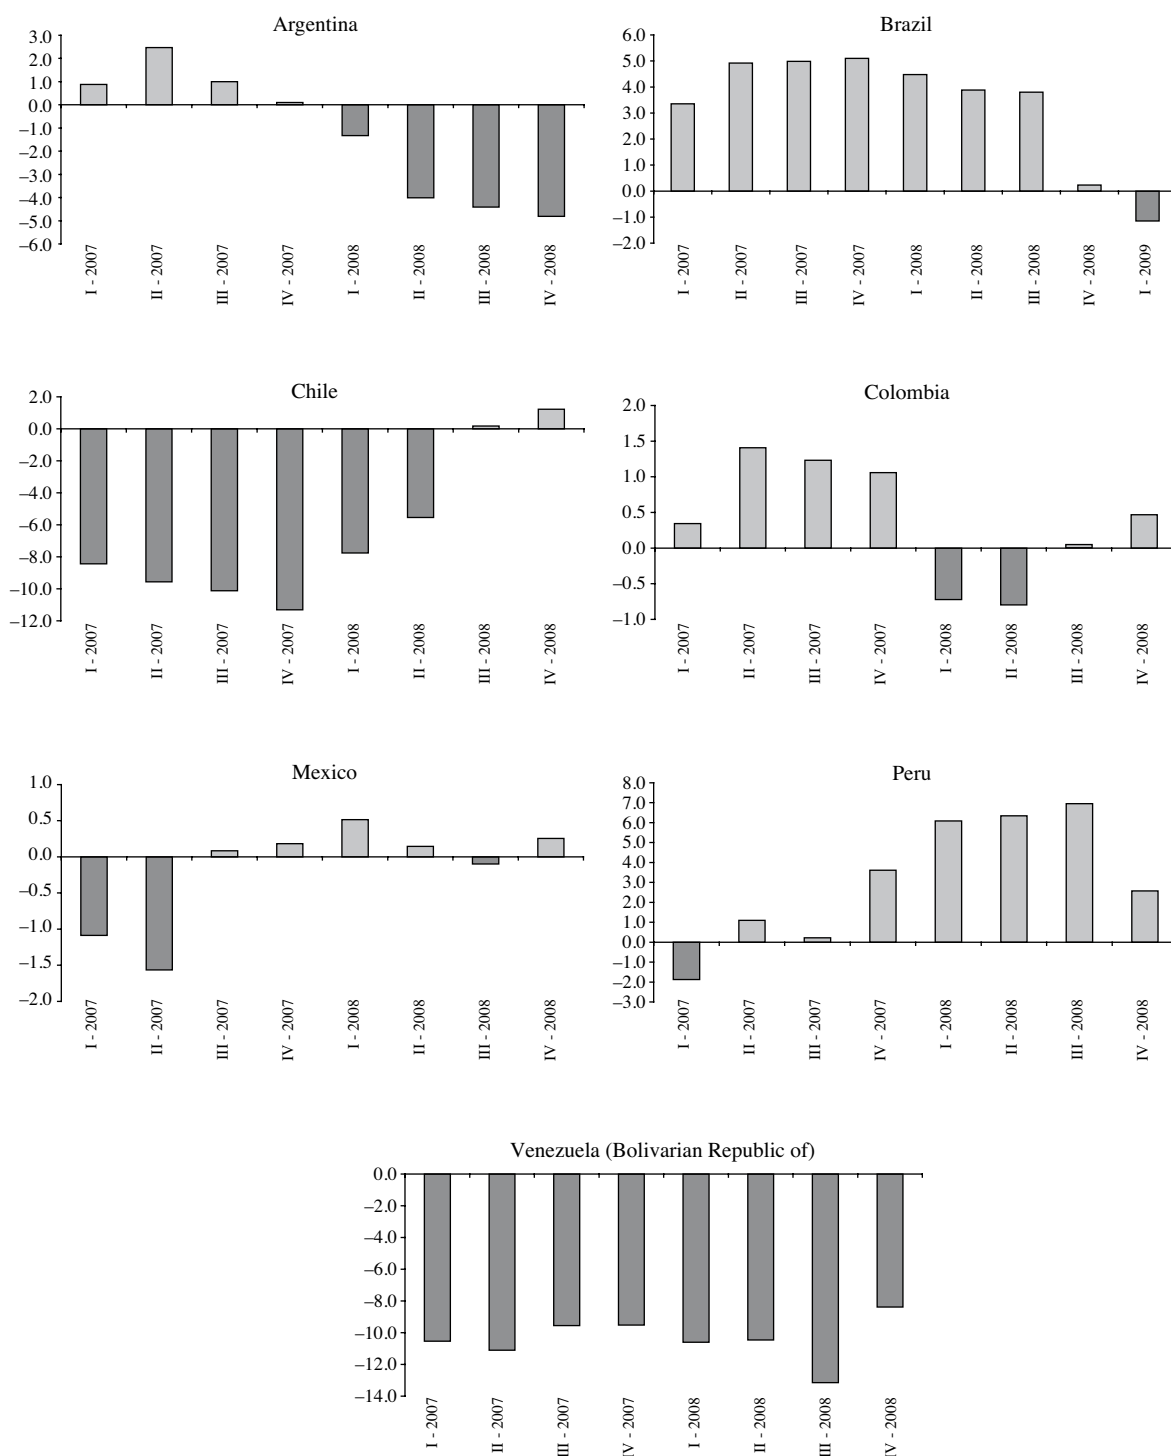 Argentina
3.0
2.0
1.0
0.0
–1.0
–2.0
–3.0
–4.0
–5.0
–6.0
I - 2007
II - 2007
III - 2007
IV - 2007
I - 2008
II - 2008
III - 2008
IV - 2008
Brazil
6.0
5.0
4.0
3.0
2.0
1.0
0.0
–1.0
–2.0
I - 2007
II - 2007
III - 2007
IV - 2007
I - 2008
II - 2008
III - 2008
IV - 2008
I - 2009
Chile
2.0
0.0
–2.0
–4.0
–6.0
–8.0
–10.0
–12.0
I - 2007
II - 2007
III - 2007
IV - 2007
I - 2008
II - 2008
III - 2008
IV - 2008
Colombia
2.0
1.5
1.0
0.5
0.0
–0.5
–1.0
I - 2007
II - 2007
III - 2007
IV - 2007
I - 2008
II - 2008
III - 2008
IV - 2008
Mexico
1.0
0.5
0.0
–0.5
–1.0
–1.5
–2.0
I - 2007
II - 2007
III - 2007
IV - 2007
I - 2008
II - 2008
III - 2008
IV - 2008
Peru
8.0
7.0
6.0
5.0
4.0
3.0
2.0
1.0
0.0
–1.0
–2.0
–3.0
I - 2007
II - 2007
III - 2007
IV - 2007
I - 2008
II - 2008
III - 2008
IV - 2008
Venezuela (Bolivarian Republic of)
0.0
–2.0
–4.0
–6.0
–8.0
–10.0
–12.0
–14.0
I - 2007
II - 2007
III - 2007
IV - 2007
I - 2008
II - 2008
III - 2008
IV - 2008